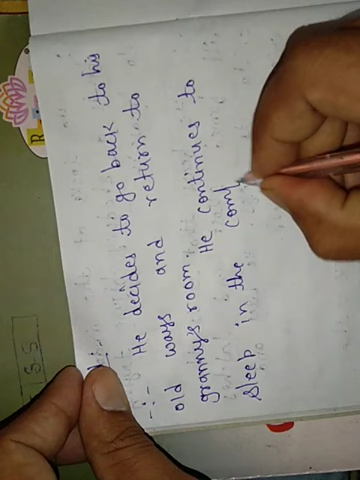 -:- He decides to go back to his
old ways and return to
granny's room. He continues to
sleep in the comf